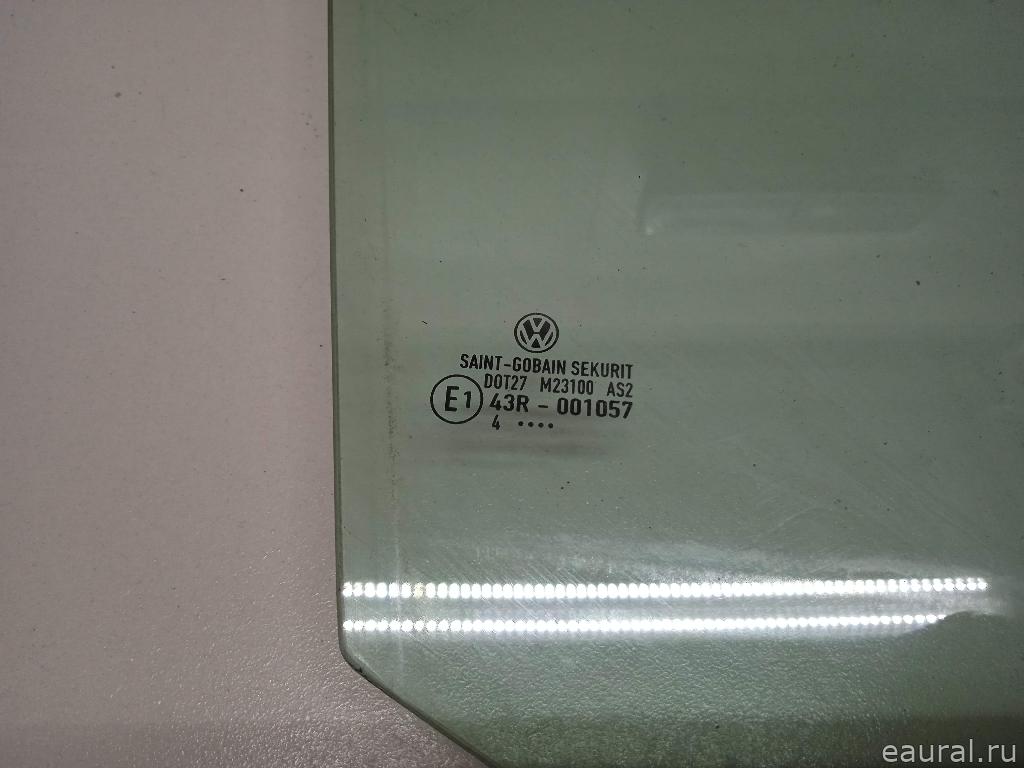 SAINT-GOBAIN SEKURIT
DOT27 M23100 AS2
E1 43R - 001057
4 ••••
eaural.ru